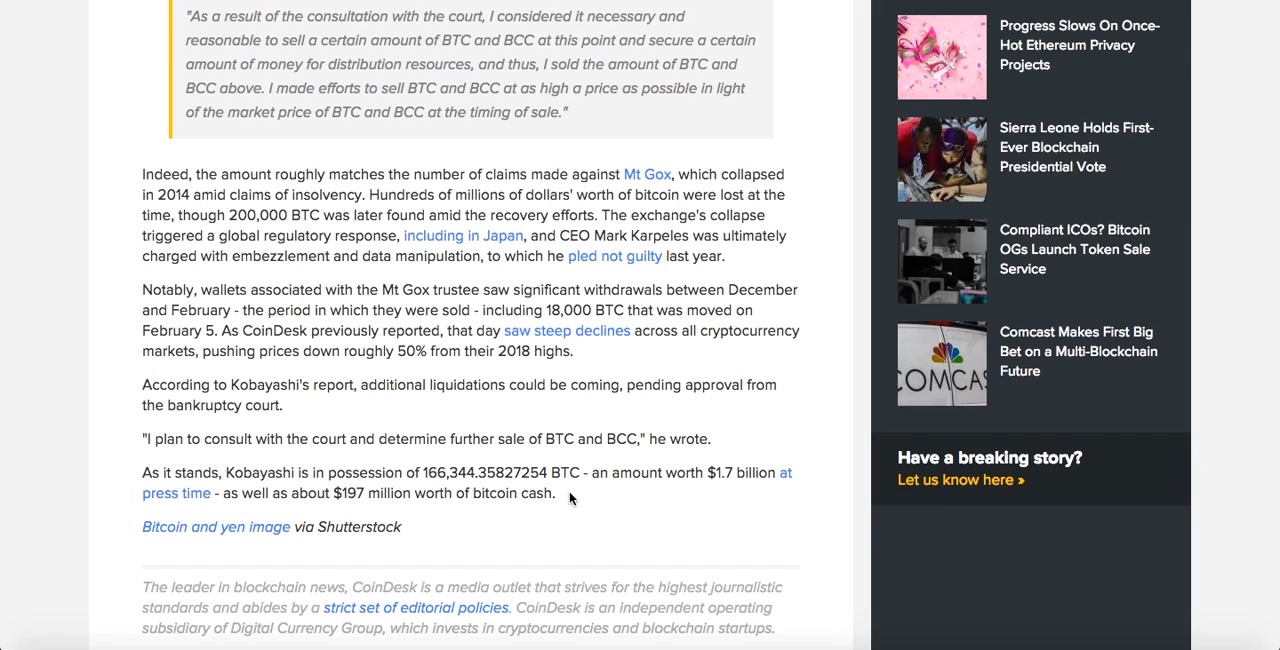 "As a result of the consultation with the court, I considered it necessary and
reasonable to sell a certain amount of BTC and BCC at this point and secure a certain
amount of money for distribution resources, and thus, I sold the amount of BTC and
BCC above. I made efforts to sell BTC and BCC at as high a price as possible in light
of the market price of BTC and BCC at the timing of sale."
Indeed, the amount roughly matches the number of claims made against Mt Gox, which collapsed
in 2014 amid claims of insolvency. Hundreds of millions of dollars' worth of bitcoin were lost at the
time, though 200,000 BTC was later found amid the recovery efforts. The exchange's collapse
triggered a global regulatory response, including in Japan, and CEO Mark Karpeles was ultimately
charged with embezzlement and data manipulation, to which he pled not guilty last year.
Notably, wallets associated with the Mt Gox trustee saw significant withdrawals between December
and February - the period in which they were sold - including 18,000 BTC that was moved on
February 5. As CoinDesk previously reported, that day saw steep declines across all cryptocurrency
markets, pushing prices down roughly 50% from their 2018 highs.
According to Kobayashi's report, additional liquidations could be coming, pending approval from
the bankruptcy court.
"I plan to consult with the court and determine further sale of BTC and BCC," he wrote.
As it stands, Kobayashi is in possession of 166,344.35827254 BTC - an amount worth $1.7 billion at
press time - as well as about $197 million worth of bitcoin cash.
Bitcoin and yen image via Shutterstock
The leader in blockchain news, CoinDesk is a media outlet that strives for the highest journalistic
standards and abides by a strict set of editorial policies. CoinDesk is an independent operating
subsidiary of Digital Currency Group, which invests in cryptocurrencies and blockchain startups.
Progress Slows On Once-
Hot Ethereum Privacy
Projects
Sierra Leone Holds First-
Ever Blockchain
Presidential Vote
Compliant ICOs? Bitcoin
OGs Launch Token Sale
Service
COMCAS
Comcast Makes First Big
Bet on a Multi-Blockchain
Future
Have a breaking story?
Let us know here »